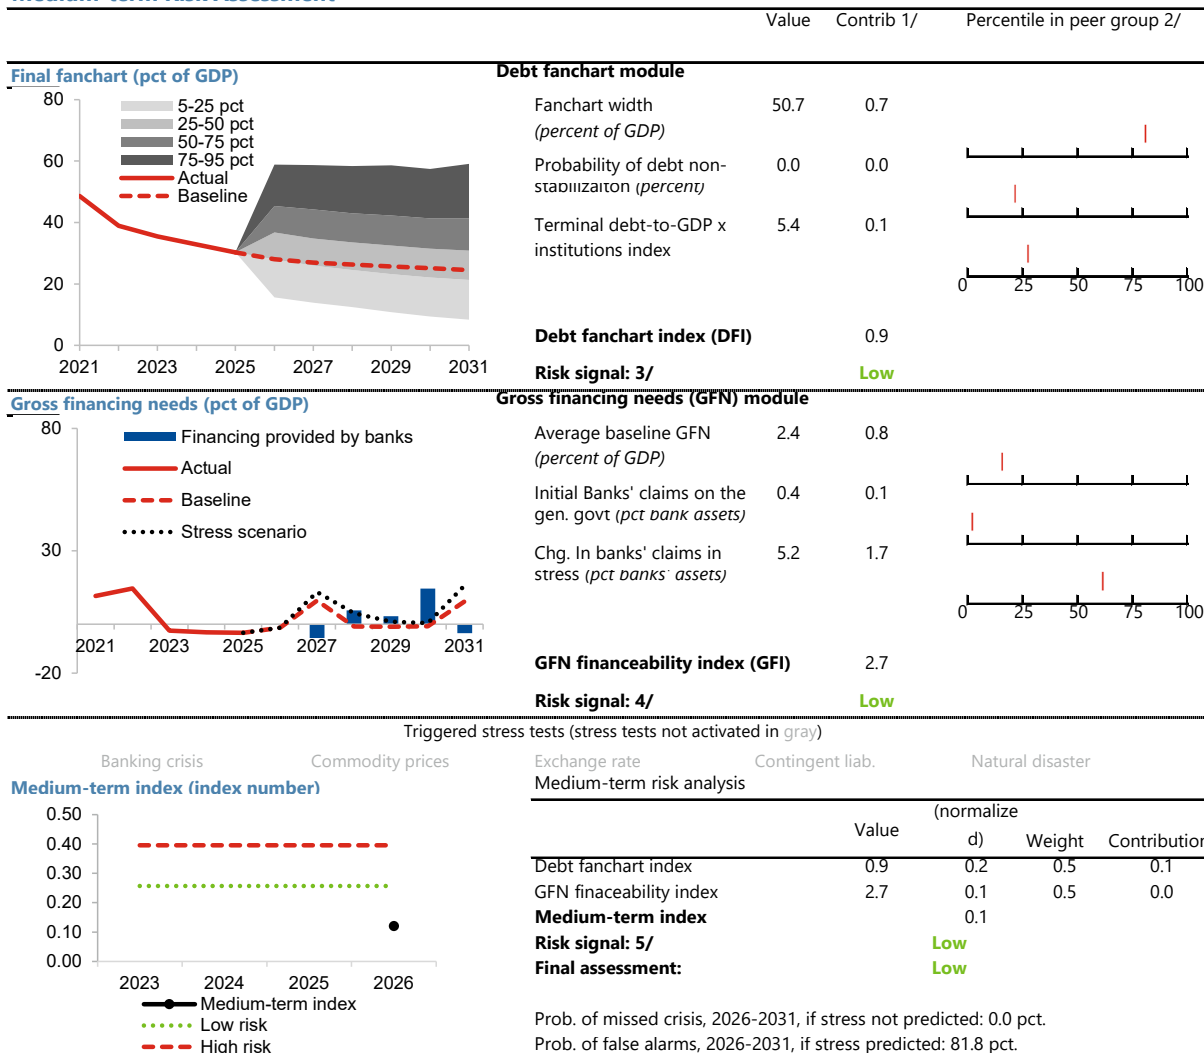 Medium-term Risk Assessment
Value Contrib 1/ Percentile in peer group 2/
Final fanchart (pct of GDP)
80
60
40
20
0
5-25 pct
25-50 pct
50-75 pct
75-95 pct
Actual
Baseline
2021 2023 2025 2027 2029 2031
Debt fanchart module
Fanchart width 50.7 0.7
(percent of GDP)
Probability of debt non- 0.0 0.0
stabilizaiton (percent)
Terminal debt-to-GDP x 5.4 0.1
institutions index
0 25 50 75 100
Debt fanchart index (DFI) 0.9
Risk signal: 3/ Low
Gross financing needs (pct of GDP)
80
30
-20
Financing provided by banks
Actual
Baseline
Stress scenario
2021 2023 2025 2027 2029 2031
Gross financing needs (GFN) module
Average baseline GFN 2.4 0.8
(percent of GDP)
Initial Banks' claims on the 0.4 0.1
gen. govt (pct bank assets)
Chg. In banks' claims in 5.2 1.7
stress (pct banks' assets)
0 25 50 75 100
GFN financeability index (GFI) 2.7
Risk signal: 4/ Low
Triggered stress tests (stress tests not activated in gray)
Banking crisis Commodity prices Exchange rate Contingent liab. Natural disaster
Medium-term index (index number)
0.50
0.40
0.30
0.20
0.10
0.00
2023 2024 2025 2026
Medium-term index
Low risk
High risk
Medium-term risk analysis
Value (normalize
d) Weight Contribution
Debt fanchart index 0.9 0.2 0.5 0.1
GFN finaceability index 2.7 0.1 0.5 0.0
Medium-term index 0.1
Risk signal: 5/ Low
Final assessment: Low
Prob. of missed crisis, 2026-2031, if stress not predicted: 0.0 pct.
Prob. of false alarms, 2026-2031, if stress predicted: 81.8 pct.